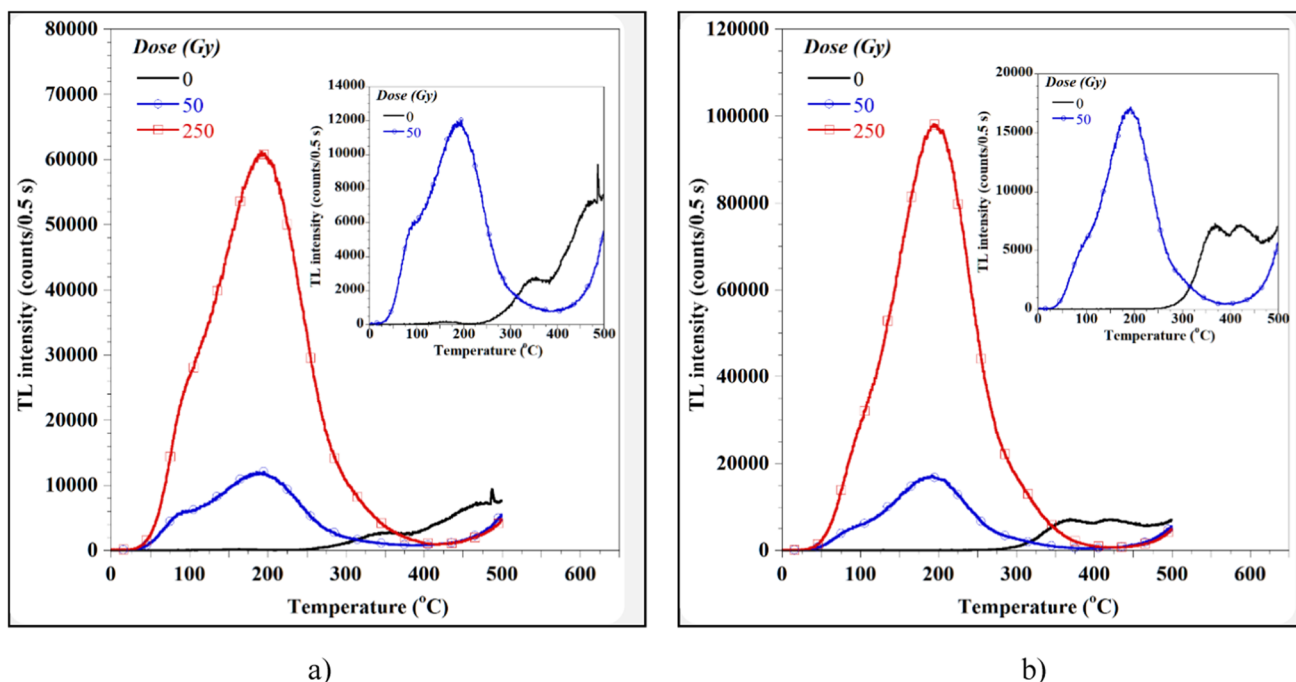 80000
70000
60000
50000
40000
30000
20000
10000
0
TL intensity (counts/0.5 s)
Dose (Gy)
0
50
250
0 100 200 300 400 500 600
Temperature (°C)
14000
12000
10000
8000
6000
4000
2000
0
TL intensity (counts/0.5 s)
Dose (Gy)
0
50
0 100 200 300 400 500
Temperature (°C)
a)
120000
100000
80000
60000
40000
20000
0
TL intensity (counts/0.5 s)
Dose (Gy)
0
50
250
0 100 200 300 400 500 600
Temperature (°C)
20000
15000
10000
5000
0
TL intensity (counts/0.5 s)
Dose (Gy)
0
50
0 100 200 300 400 500
Temperature (°C)
b)